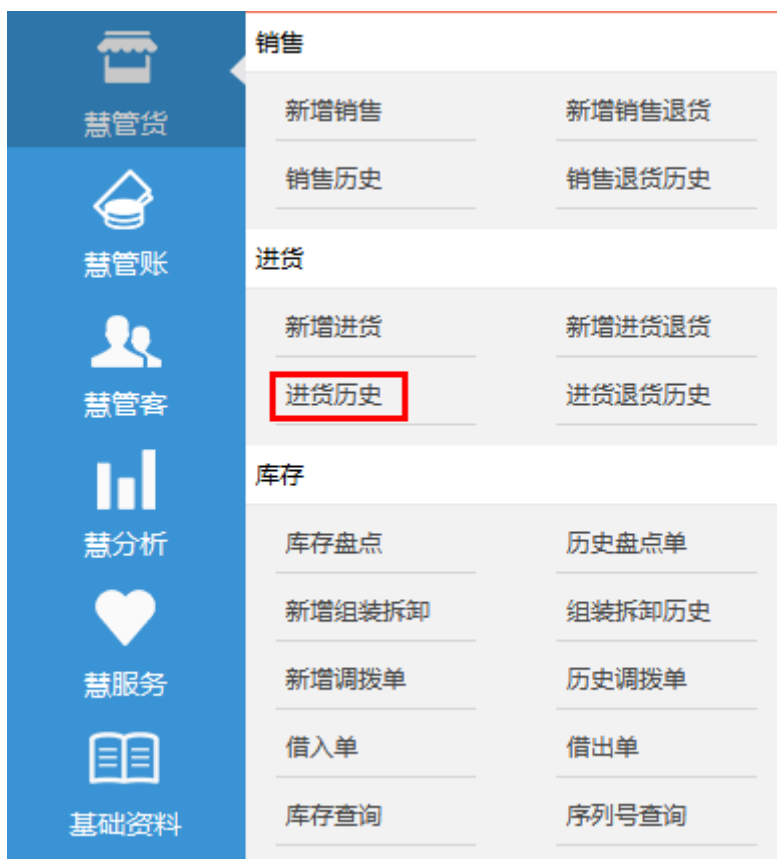 慧管货
慧管账
慧管客
慧分析
慧服务
基础资料
销售
新增销售 新增销售退货
销售历史 销售退货历史
进货
新增进货 新增进货退货
进货历史 进货退货历史
库存
库存盘点 历史盘点单
新增组装拆卸 组装拆卸历史
新增调拨单 历史调拨单
借入单 借出单
库存查询 序列号查询